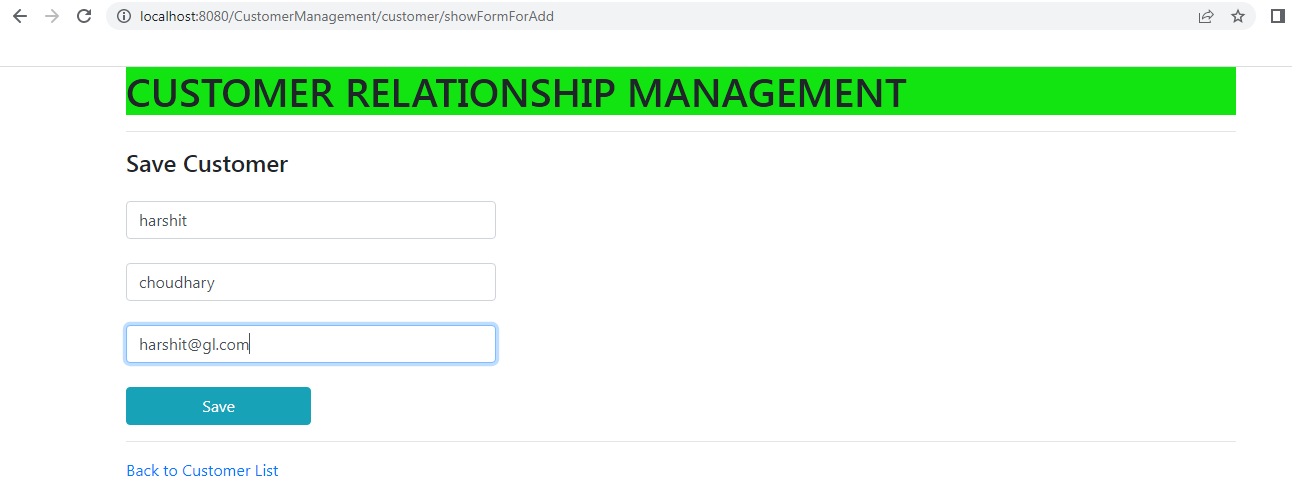 localhost:8080/CustomerManagement/customer/showFormForAdd
CUSTOMER RELATIONSHIP MANAGEMENT
Save Customer
harshit
choudhary
harshit@gl.com
Save
Back to Customer List